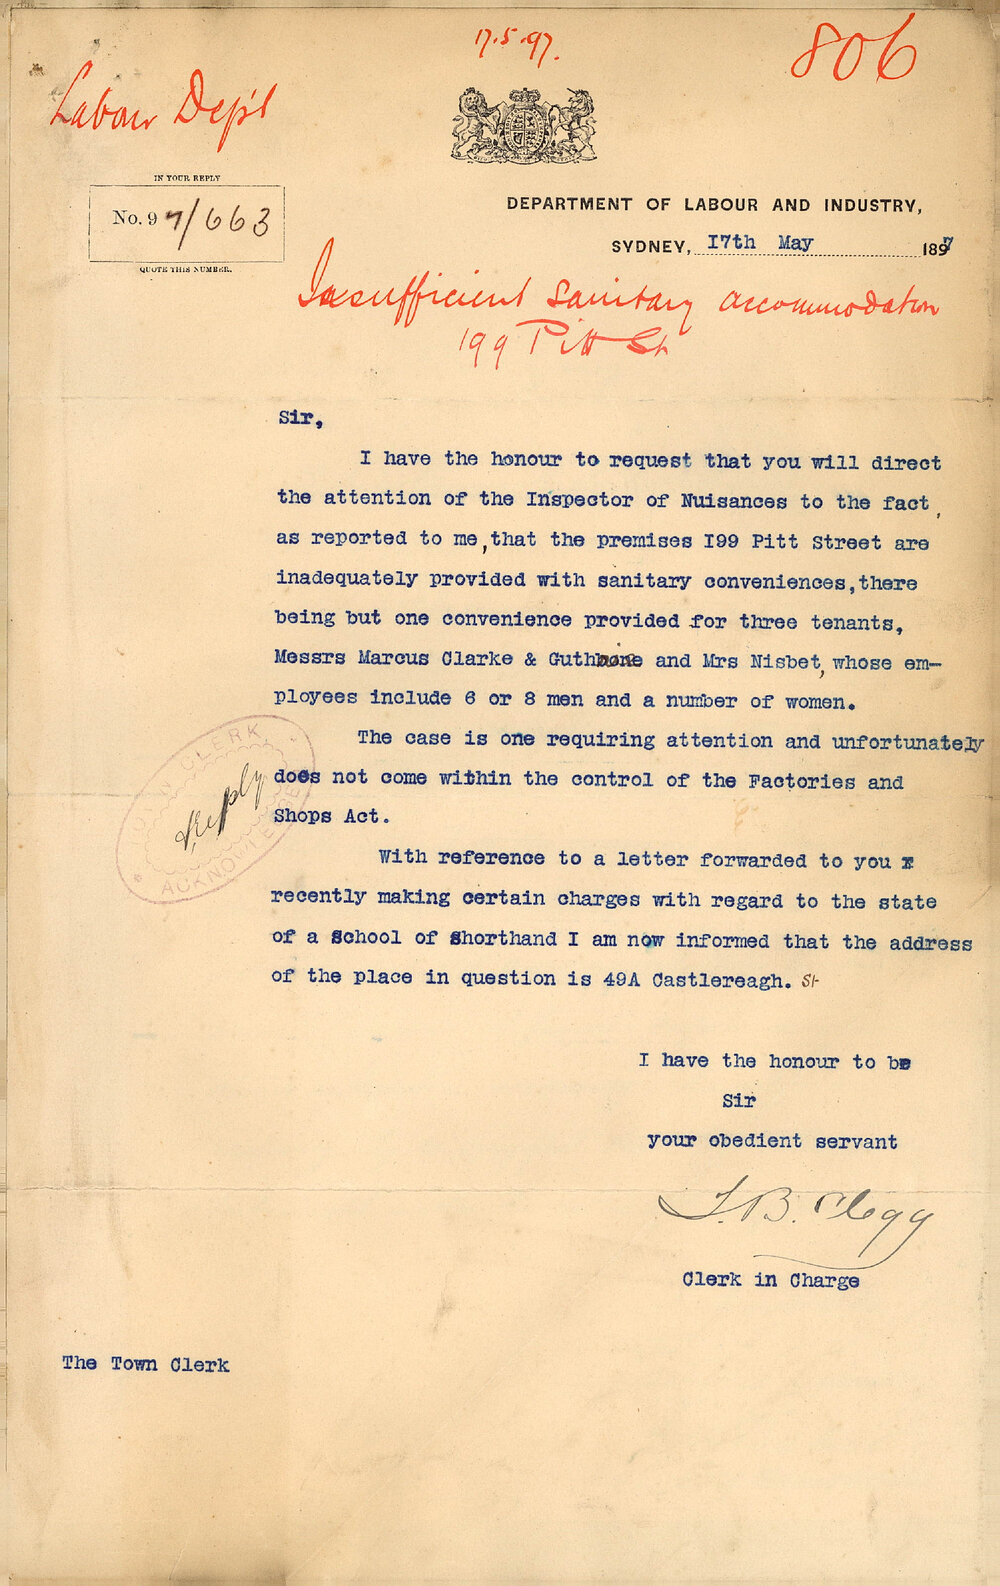 17.5.97.
806
Labour Dept
IN YOUR REPLY
No. 97/663
QUOTE THIS NUMBER.
DEPARTMENT OF LABOUR AND INDUSTRY,
SYDNEY, I7th May 1897
Insufficient sanitary accommodation
199 Pitt St
Sir,
I have the honour to request that you will direct
the attention of the Inspector of Nuisances to the fact,
as reported to me, that the premises I99 Pitt Street are
inadequately provided with sanitary conveniences, there
being but one convenience provided for three tenants,
Messrs Marcus Clarke & and Mrs Nisbet, whose em-
ployees include 6 or 8 men and a number of women.
The case is one requiring attention and unfortunately
does not come within the control of the Factories and
Shops Act.
With reference to a letter forwarded to you
recently making certain charges with regard to the state
of a School of Shorthand I am now informed that the address
of the place in question is 49A Castlereagh. St
I have the honour to be
Sir
your obedient servant
J.B. Clegg
Clerk in Charge
The Town Clerk
CLERK
Reply